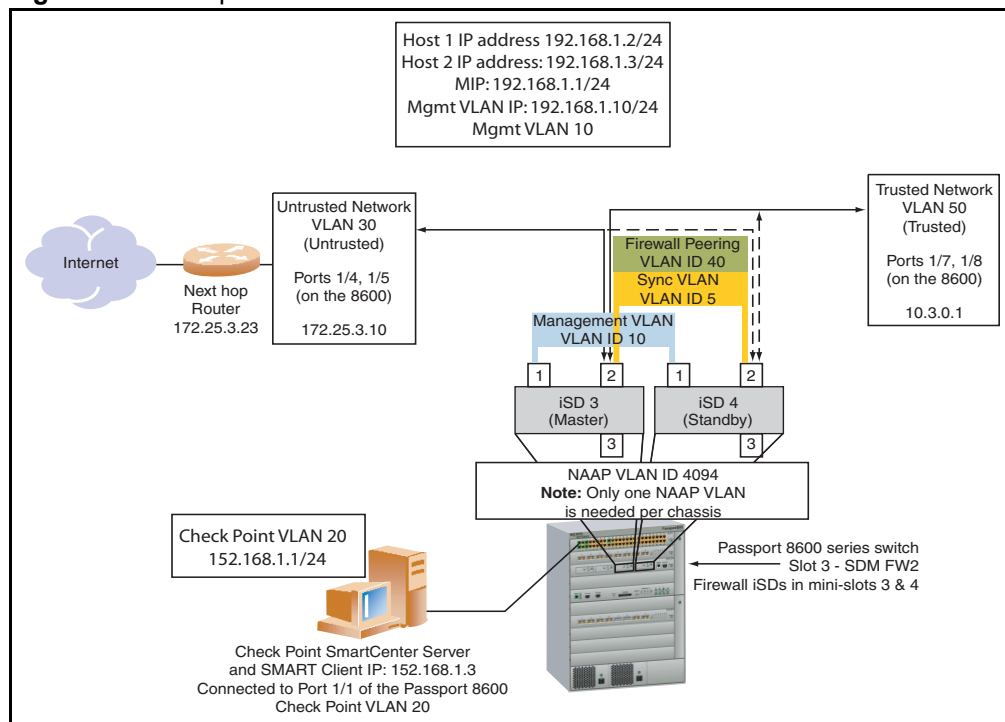 Host 1 IP address 192.168.1.2/24
Host 2 IP address: 192.168.1.3/24
MIP: 192.168.1.1/24
Mgmt VLAN IP: 192.168.1.10/24
Mgmt VLAN 10
Internet
Next hop
Router
172.25.3.23
Untrusted Network
VLAN 30
(Untrusted)
Ports 1/4, 1/5
(on the 8600)
172.25.3.10
Trusted Network
VLAN 50
(Trusted)
Ports 1/7, 1/8
(on the 8600)
10.3.0.1
Firewall Peering
VLAN ID 40
Sync VLAN
VLAN ID 5
Management VLAN
VLAN ID 10
1
2
1
2
iSD 3
(Master)
iSD 4
(Standby)
3
3
NAAP VLAN ID 4094
Note: Only one NAAP VLAN
is needed per chassis
Check Point VLAN 20
152.168.1.1/24
Passport 8600 series switch
Slot 3 - SDM FW2
Firewall iSDs in mini-slots 3 & 4
Check Point SmartCenter Server
and SMART Client IP: 152.168.1.3
Connected to Port 1/1 of the Passport 8600
Check Point VLAN 20